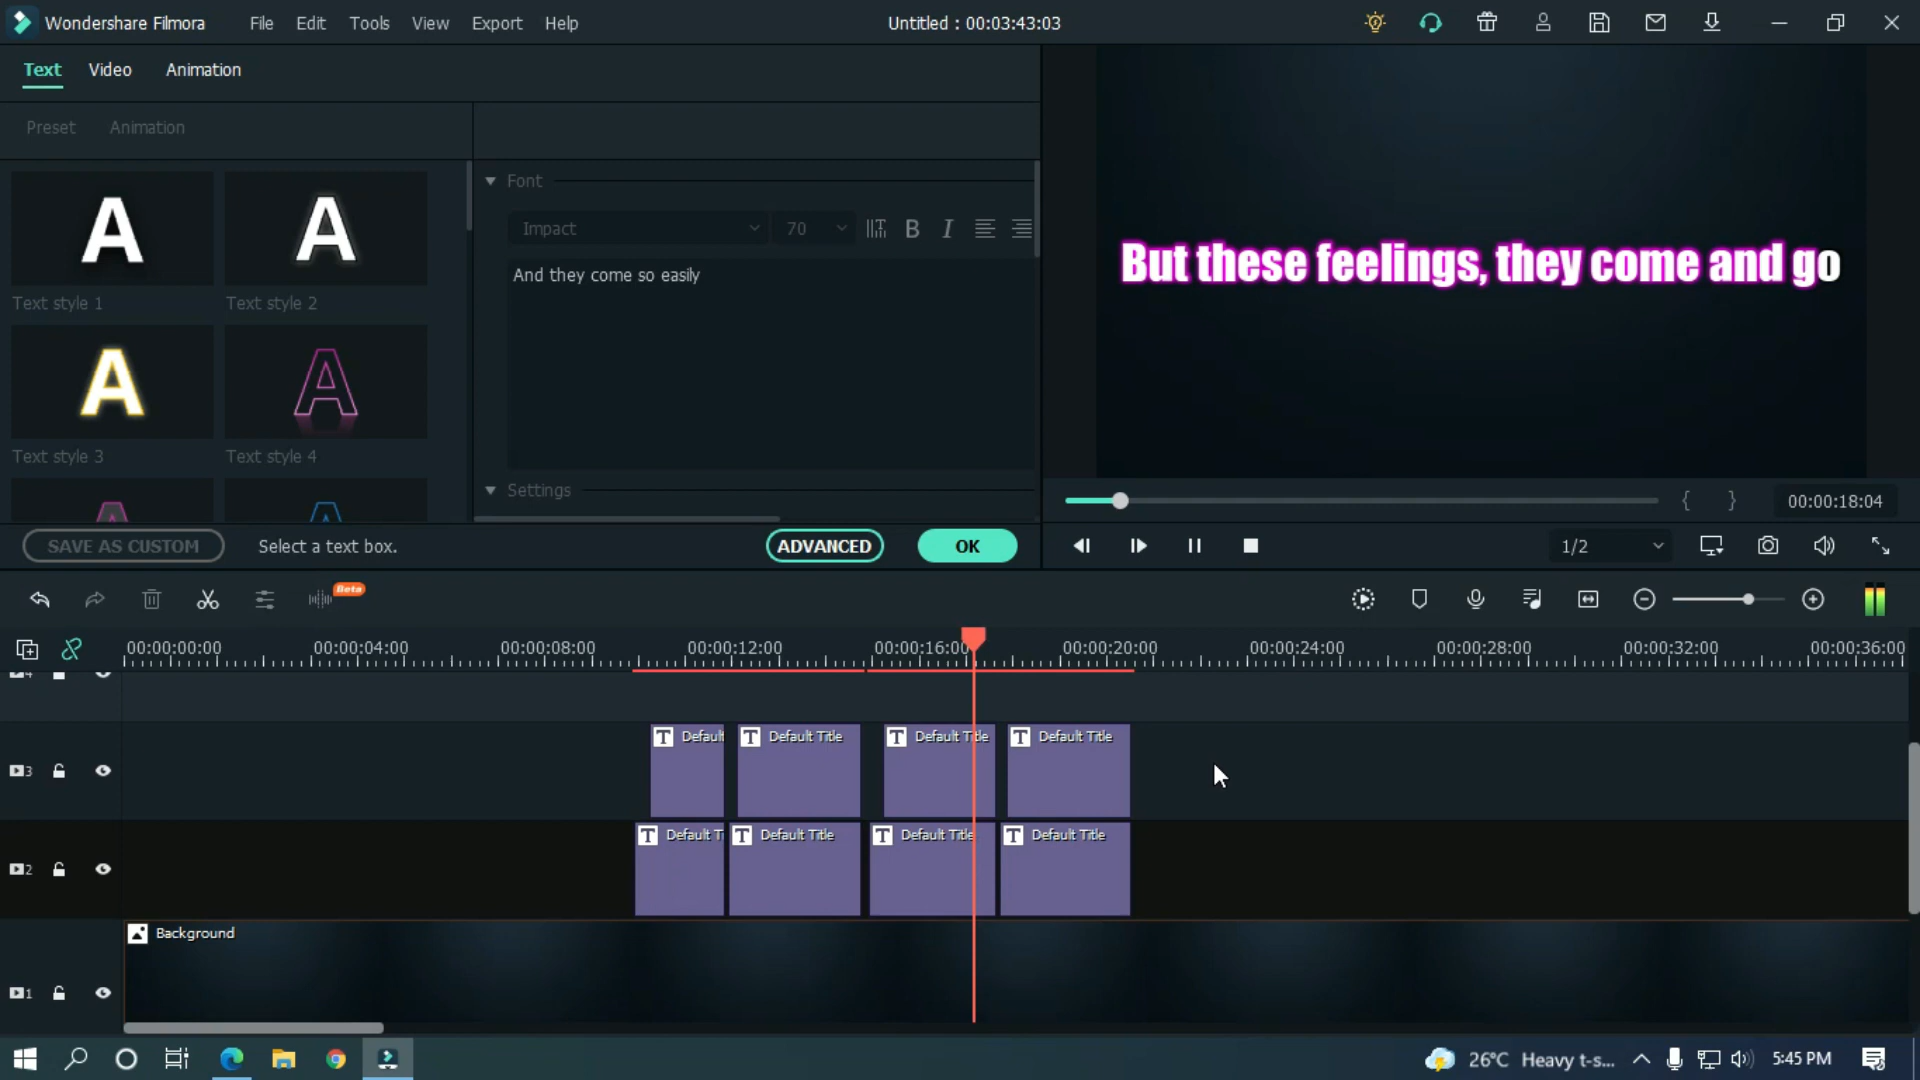 Wondershare Filmora File Edit Tools View Export Help Untitled : 00:03:43:03
Text Video Animation
Preset Animation
Font
Impact 70 B I
And they come so easily
A A
Text style 1 Text style 2
A A
Text style 3 Text style 4
A A
Settings
SAVE AS CUSTOM Select a text box. ADVANCED OK
But these feelings, they come and go
{ } 00:00:18:04
1/2
Beta
00:00:00:00 00:00:04:00 00:00:08:00 00:00:12:00 00:00:16:00 00:00:20:00 00:00:24:00 00:00:28:00 00:00:32:00 00:00:36:00
4
3 T Default T Default Title T Default Title T Default Title
2 T Default T T Default Title T Default Title T Default Title
Background
1
26°C Heavy t-s... 5:45 PM